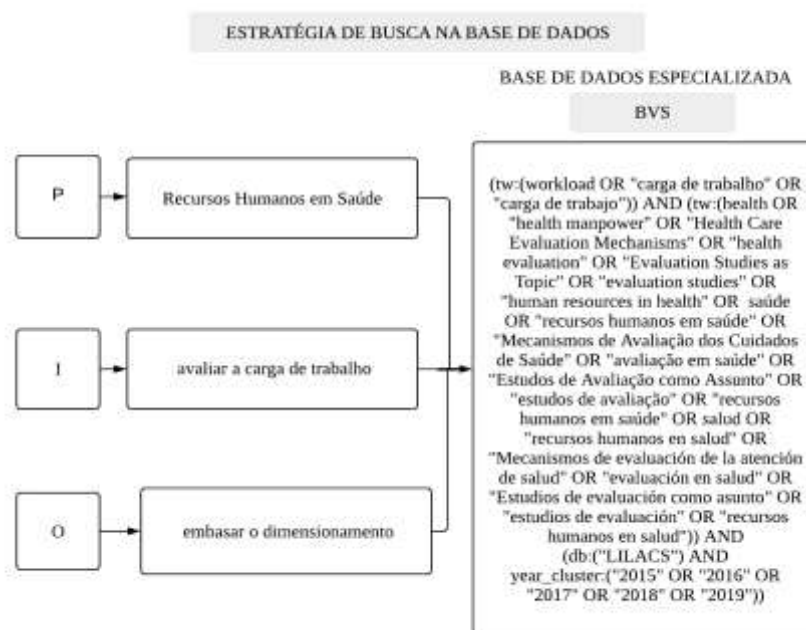 ESTRATÉGIA DE BUSCA NA BASE DE DADOS
BASE DE DADOS ESPECIALIZADA
BVS
P
Recursos Humanos em Saúde
I
avaliar a carga de trabalho
O
embasar o dimensionamento
(tw:(workload OR "carga de trabalho" OR
"carga de trabajo")) AND (tw:(health OR
"health manpower" OR "Health Care
Evaluation Mechanisms" OR "health
evaluation" OR "Evaluation Studies as
Topic" OR "evaluation studies" OR
"human resources in health" OR saúde
OR "recursos humanos em saúde" OR
"Mecanismos de Avaliação dos Cuidados
de Saúde" OR "avaliação em saúde" OR
"Estudos de Avaliação como Assunto" OR
"estudos de avaliação" OR "recursos
humanos em saúde" OR salud OR
"recursos humanos en salud" OR
"Mecanismos de evaluación de la atención
de salud" OR "evaluación en salud" OR
"Estudios de evaluación como asunto" OR
"estudios de evaluación" OR "recursos
humanos en salud")) AND
(db:("LILACS") AND
year_cluster:("2015" OR "2016" OR
"2017" OR "2018" OR "2019"))